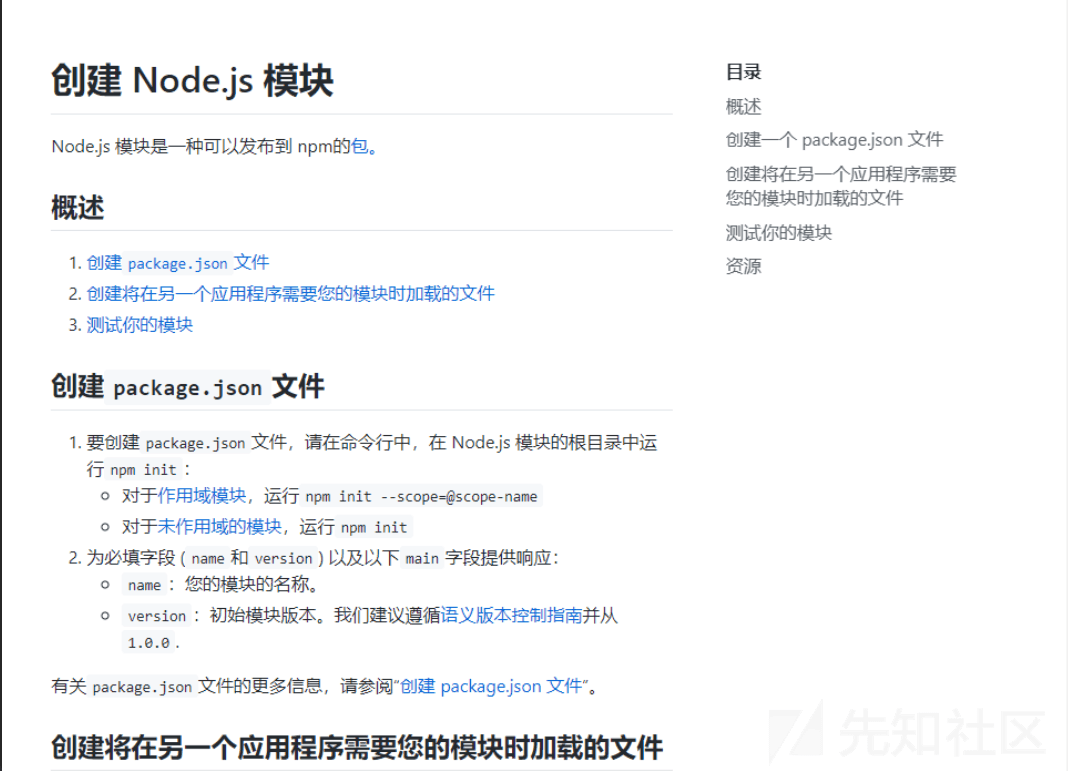 创建 Node.js 模块
Node.js 模块是一种可以发布到 npm的包。
概述
1. 创建 package.json 文件
2. 创建将在另一个应用程序需要您的模块时加载的文件
3. 测试你的模块
创建 package.json 文件
1. 要创建 package.json 文件，请在命令行中，在 Node.js 模块的根目录中运
行 npm init ：
对于作用域模块，运行 npm init --scope=@scope-name
对于未作用域的模块，运行 npm init
2. 为必填字段 ( name 和 version ) 以及以下 main 字段提供响应：
name ：您的模块的名称。
version ：初始模块版本。我们建议遵循语义版本控制指南并从
1.0.0 .
有关 package.json 文件的更多信息，请参阅“创建 package.json 文件”。
创建将在另一个应用程序需要您的模块时加载的文件
目录
概述
创建一个 package.json 文件
创建将在另一个应用程序需要
您的模块时加载的文件
测试你的模块
资源
先知社区